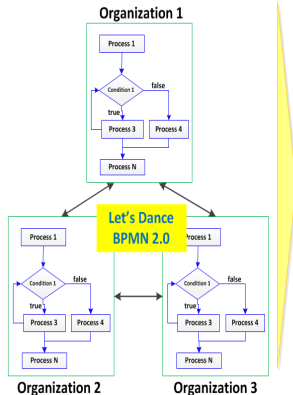 Organization 1
Process 1
Condition 1
false
true
Process 3
Process 4
Process N
Let's Dance
BPMN 2.0
Process 1
Condition 1
false
true
Process 3
Process 4
Process N
Process 1
Condition 1
false
true
Process 3
Process 4
Process N
Organization 2
Organization 3